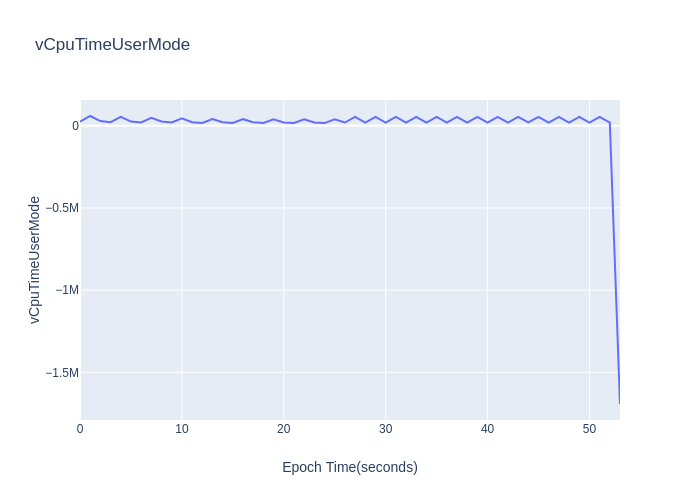 vCpuTimeUserMode
vCpuTimeUserMode
0
−0.5M
−1M
−1.5M
0 10 20 30 40 50
Epoch Time(seconds)